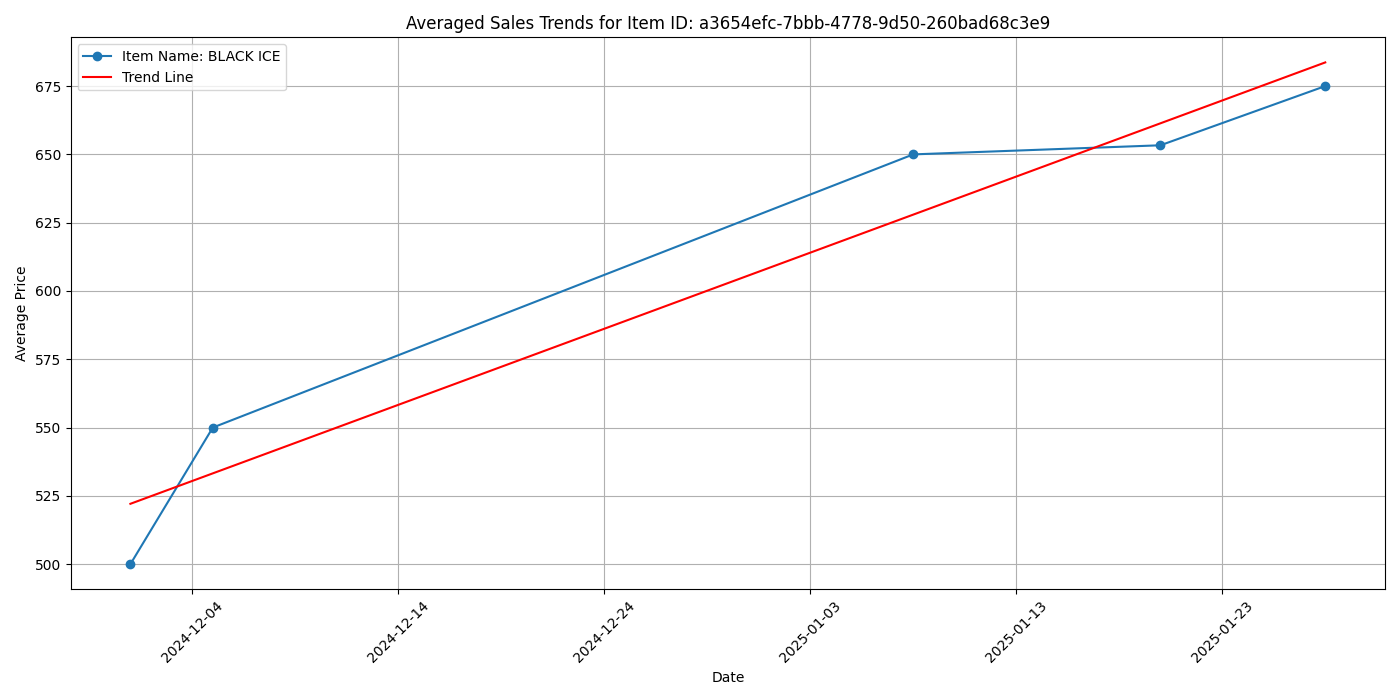 Averaged Sales Trends for Item ID: a3654efc-7bbb-4778-9d50-260bad68c3e9
Item Name: BLACK ICE
Trend Line
Average Price
675
650
625
600
575
550
525
500
2024-12-04
2024-12-14
2024-12-24
2025-01-03
2025-01-13
2025-01-23
Date